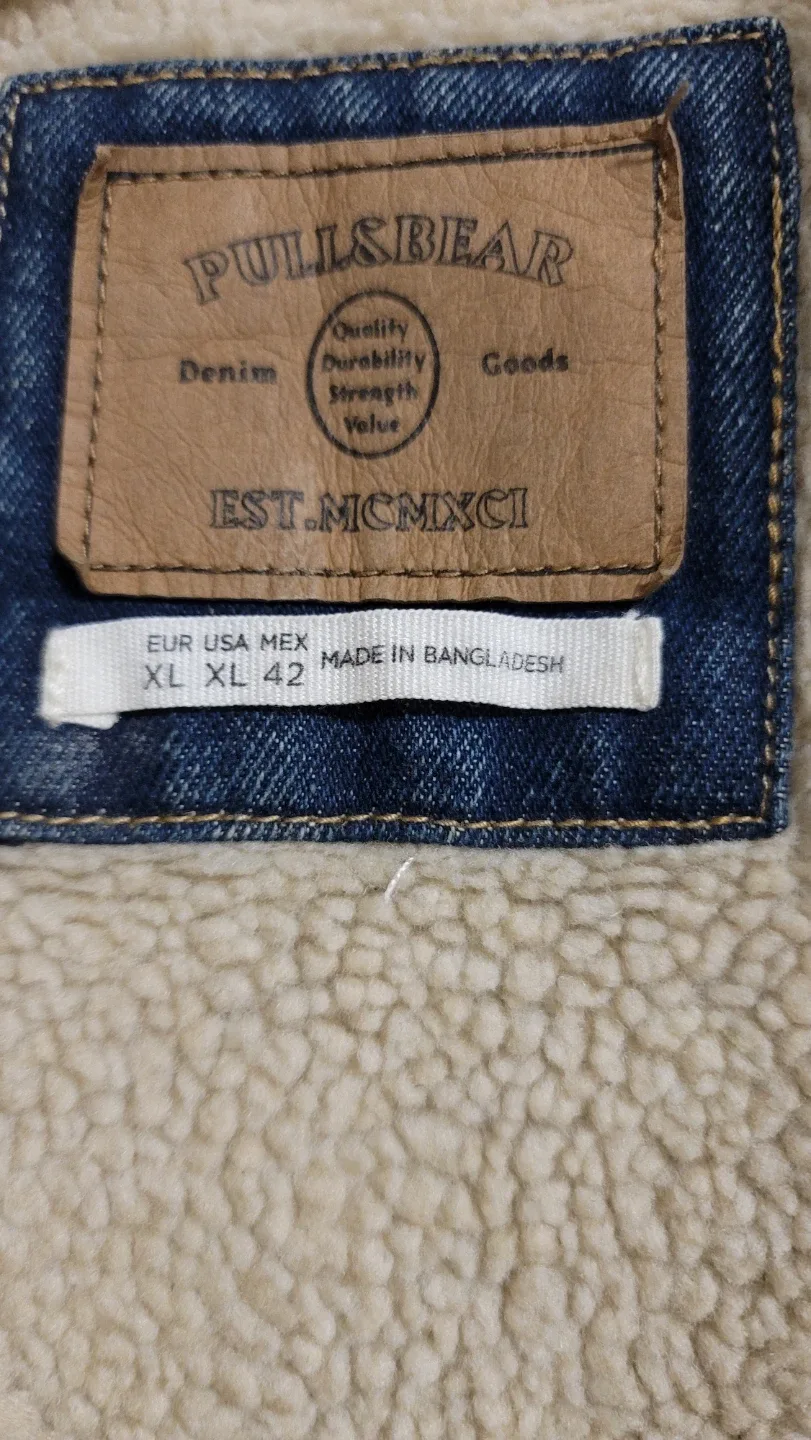 PULL&BEAR
Denim
Quality
Durability
Strength
Value
Goods
EST.MCMXCI
EUR USA MEX
XL XL 42
MADE IN BANGLADESH